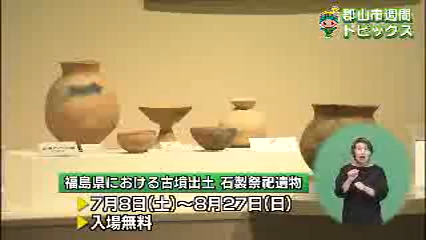 郡山市週間
トピックス
福島県における古墳出土 石製祭祀遺物
▶7月8日(土)～8月27日(日)
▶入場無料